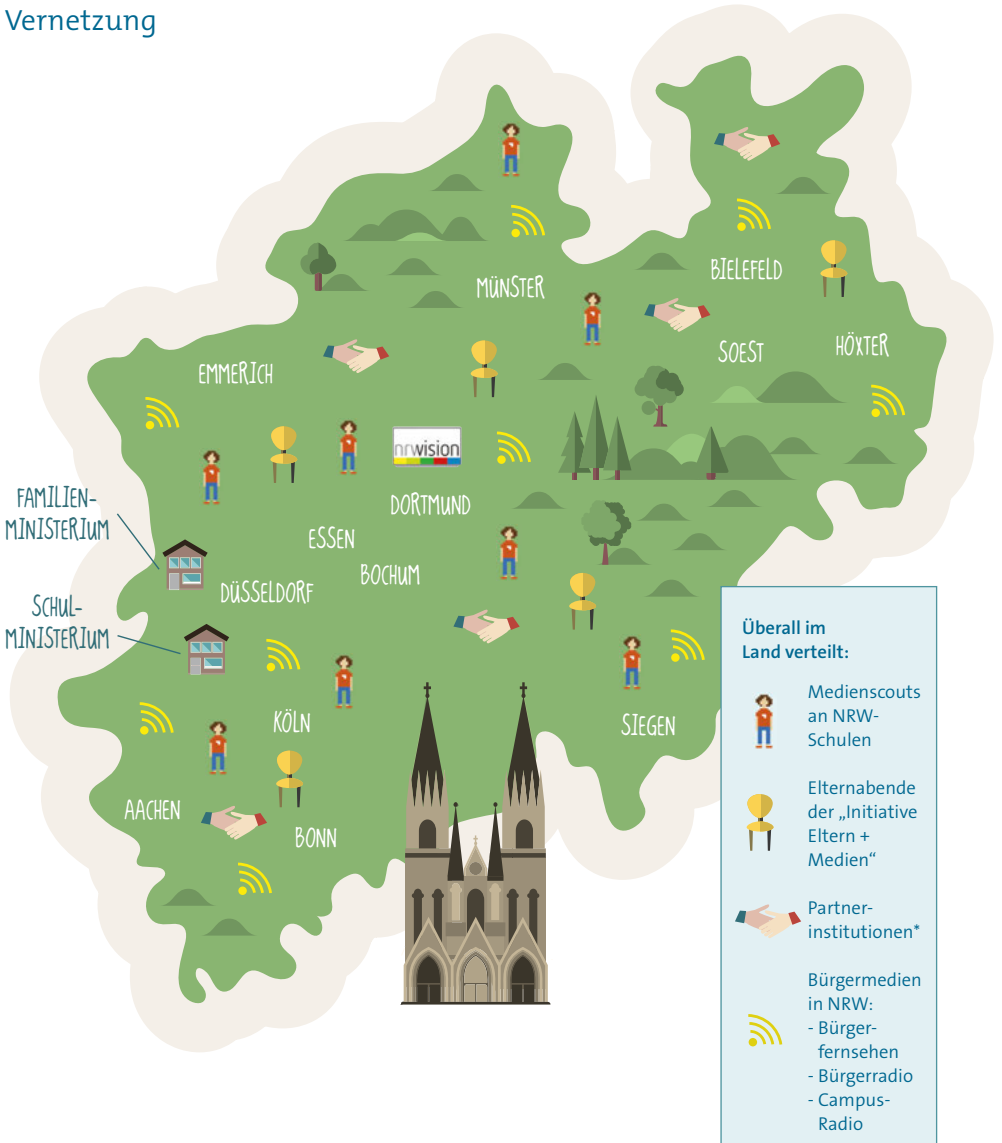 Vernetzung
MÜNSTER
BIELEFELD
SOEST
HÖXTER
EMMERICH
nrwision
DORTMUND
FAMILIEN-
MINISTERIUM
ESSEN
BOCHUM
DÜSSELDORF
SCHUL-
MINISTERIUM
KÖLN
SIEGEN
AACHEN
BONN
Überall im
Land verteilt:
Medienscouts
an NRW-
Schulen
Elternabende
der „Initiative
Eltern +
Medien“
Partner-
institutionen*
Bürgermedien
in NRW:
- Bürger-
fernsehen
- Bürgerradio
- Campus-
Radio